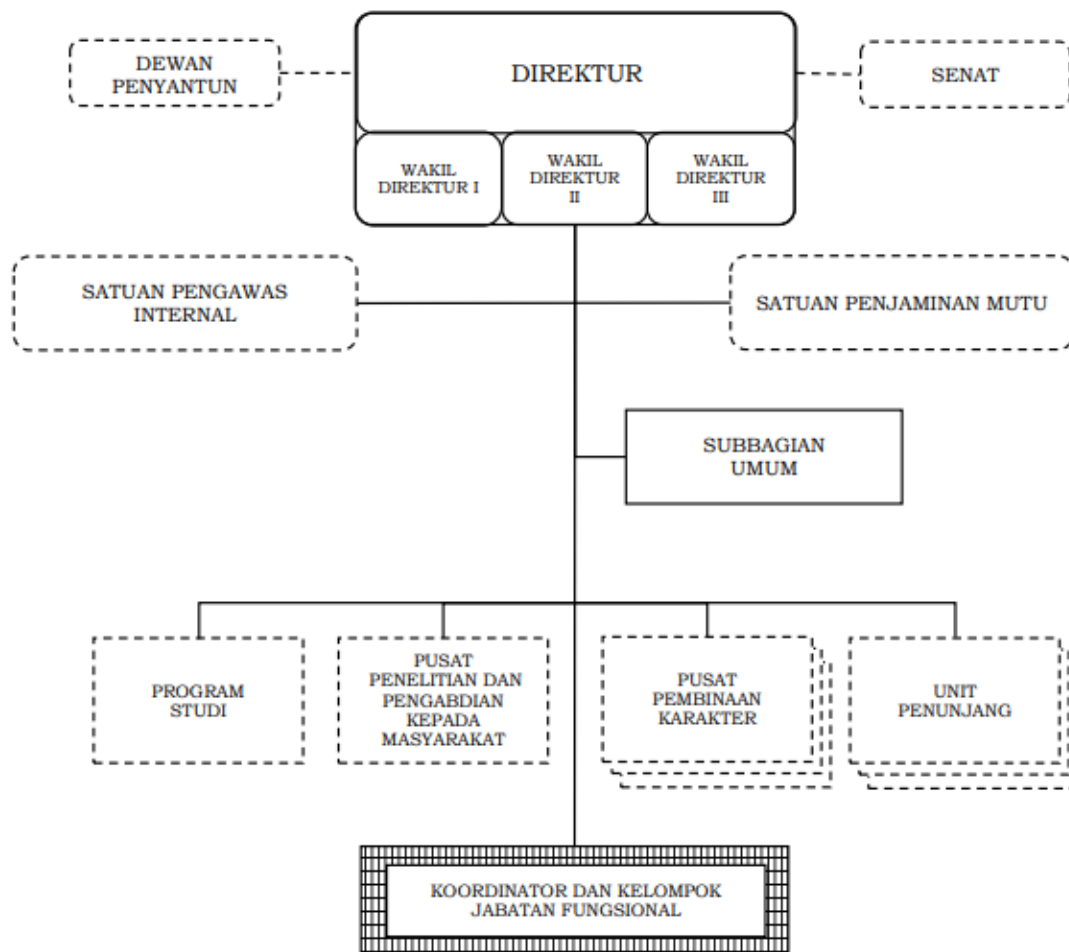 DEWAN
PENYANTUN
DIREKTUR
SENAT
WAKIL
DIREKTUR I
WAKIL
DIREKTUR
II
WAKIL
DIREKTUR
III
SATUAN PENGAWAS
INTERNAL
SATUAN PENJAMINAN MUTU
SUBBAGIAN
UMUM
PROGRAM
STUDI
PUSAT
PENELITIAN DAN
PENGABDIAN
KEPADA
MASYARAKAT
PUSAT
PEMBINAAN
KARAKTER
UNIT
PENUNJANG
KOORDINATOR DAN KELOMPOK
JABATAN FUNGSIONAL